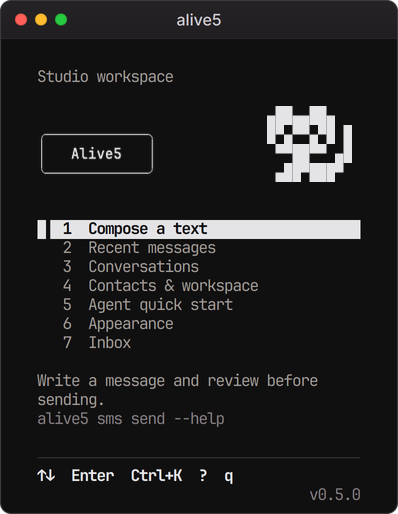 alive5
Studio workspace
Alive5
1 Compose a text
2 Recent messages
3 Conversations
4 Contacts & workspace
5 Agent quick start
6 Appearance
7 Inbox
Write a message and review before
sending.
alive5 sms send --help
↑↓ Enter Ctrl+K ? q
v0.5.0